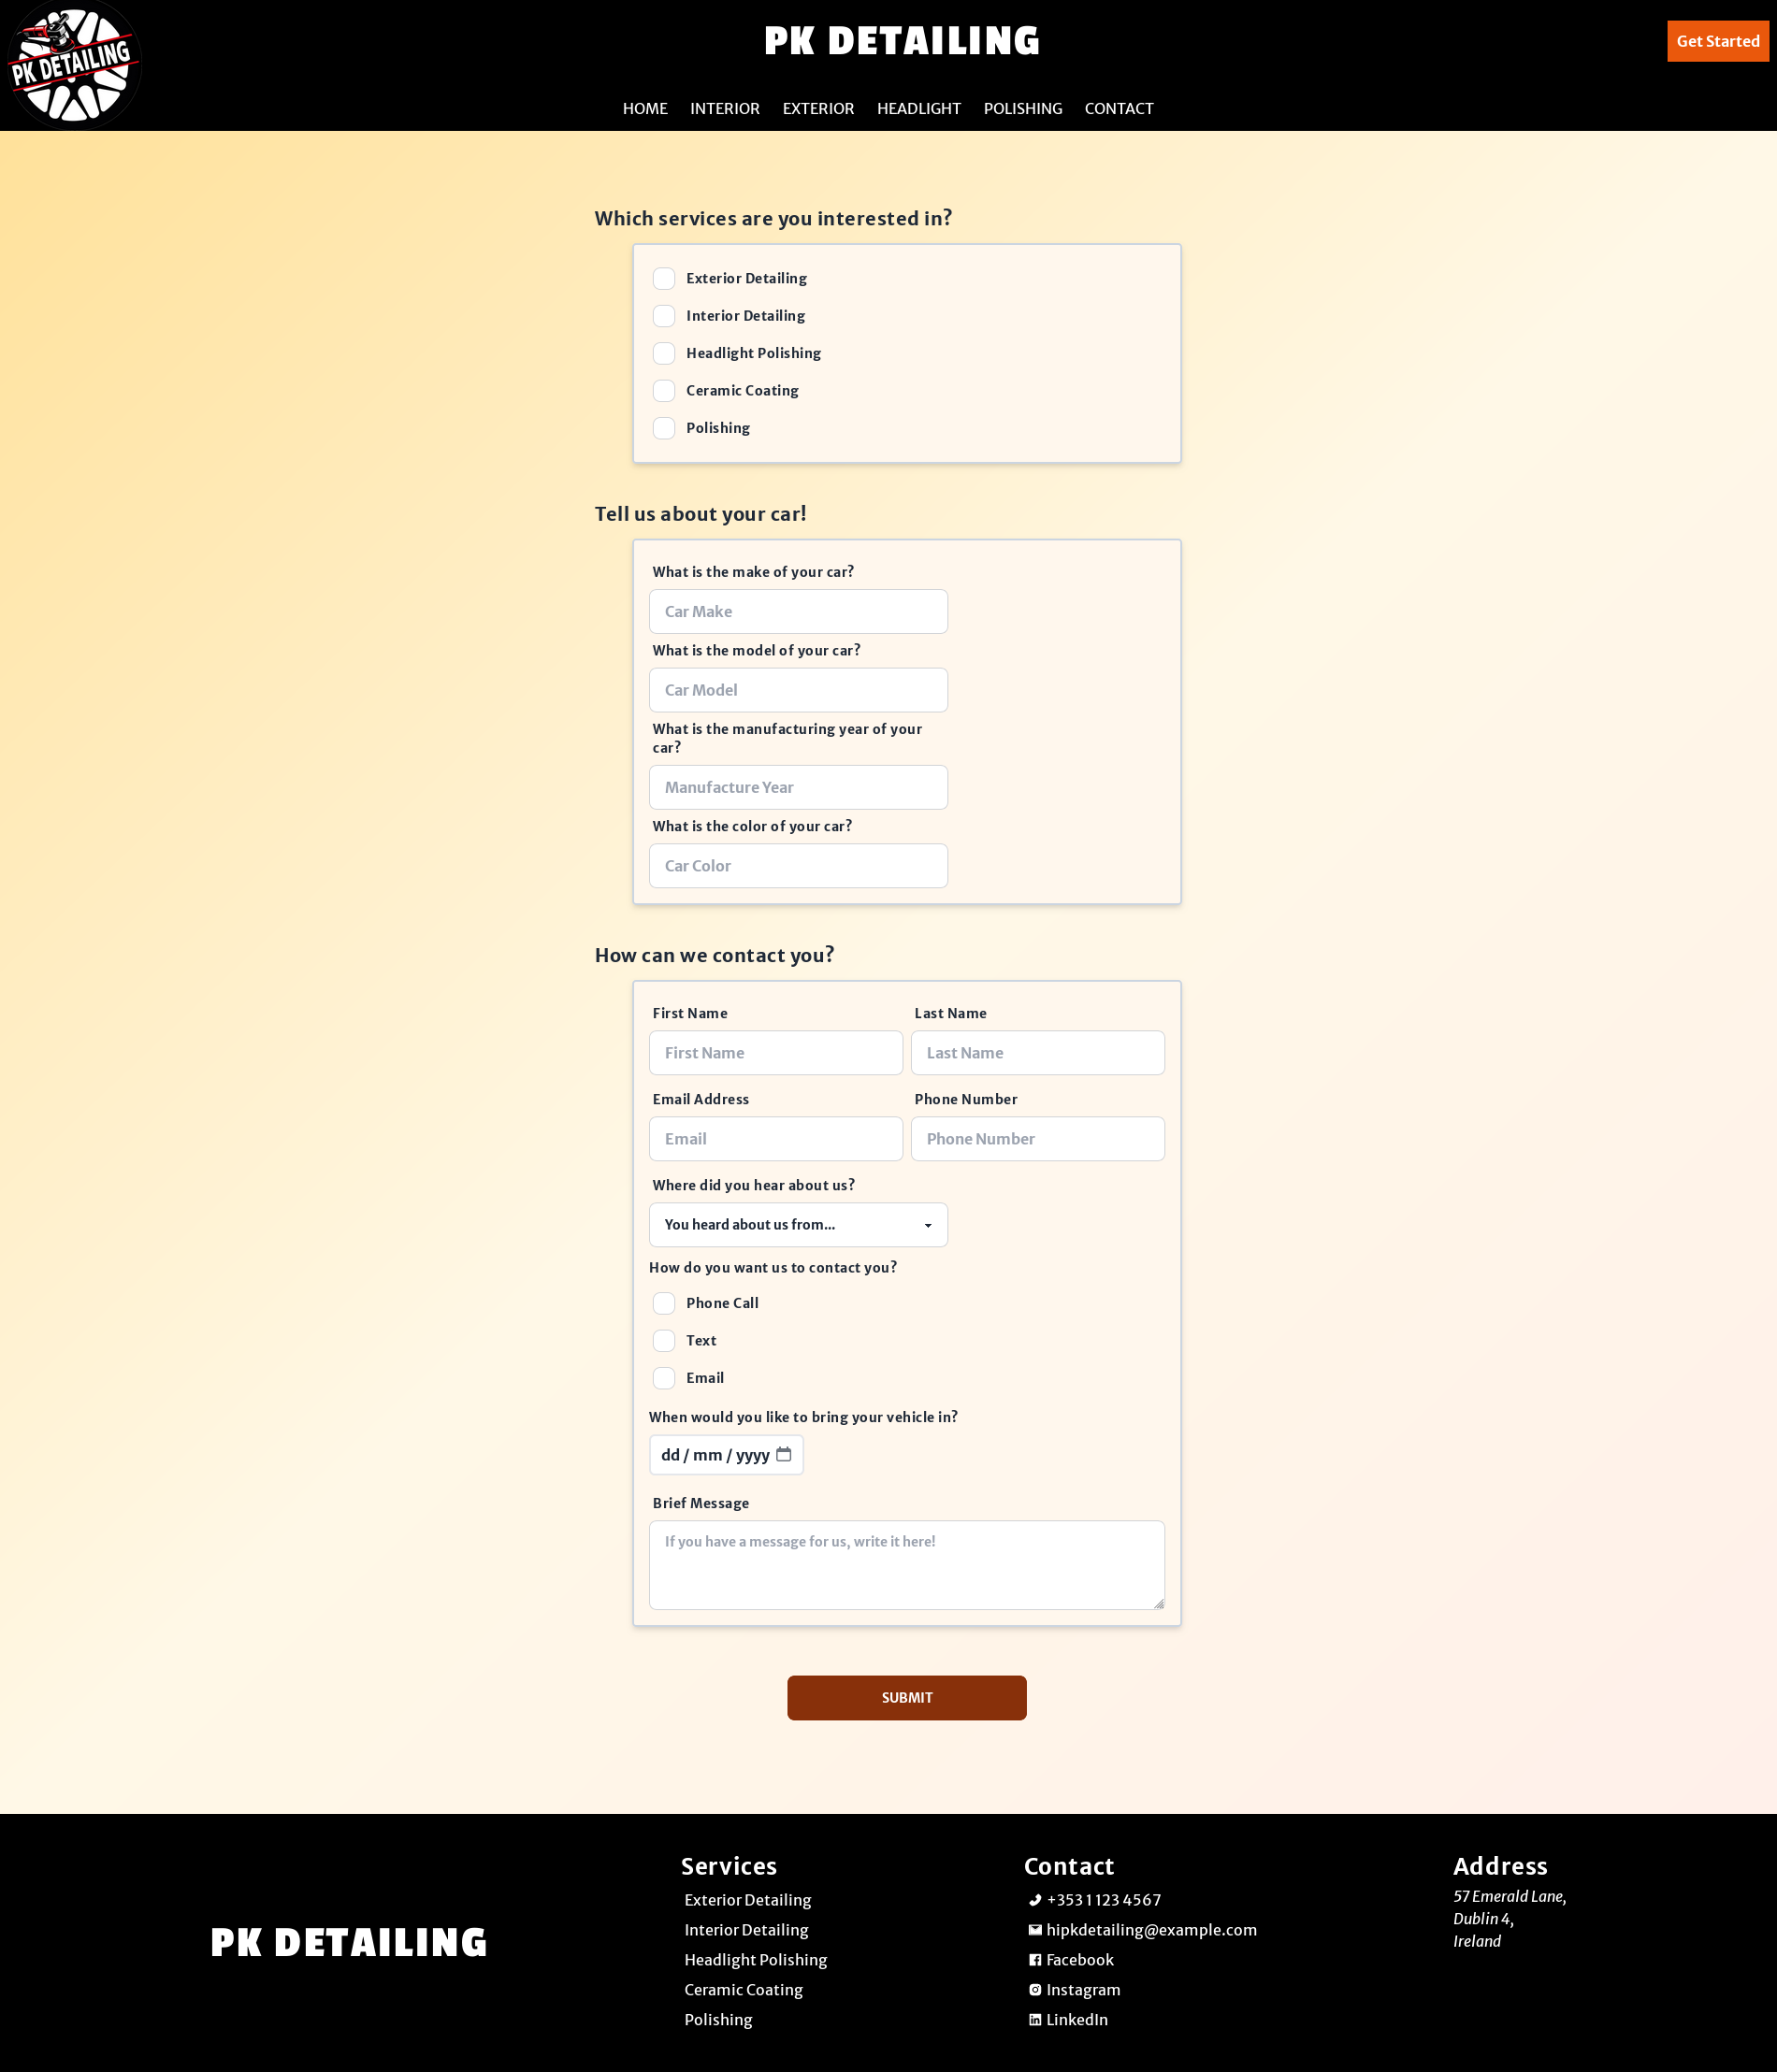 PK DETAILING
PK DETAILING
Get Started
HOME INTERIOR EXTERIOR HEADLIGHT POLISHING CONTACT
Which services are you interested in?
Exterior Detailing
Interior Detailing
Headlight Polishing
Ceramic Coating
Polishing
Tell us about your car!
What is the make of your car?
Car Make
What is the model of your car?
Car Model
What is the manufacturing year of your
car?
Manufacture Year
What is the color of your car?
Car Color
How can we contact you?
First Name Last Name
First Name Last Name
Email Address Phone Number
Email Phone Number
Where did you hear about us?
You heard about us from...
How do you want us to contact you?
Phone Call
Text
Email
When would you like to bring your vehicle in?
dd / mm / yyyy
Brief Message
If you have a message for us, write it here!
SUBMIT
PK DETAILING
Services
Exterior Detailing
Interior Detailing
Headlight Polishing
Ceramic Coating
Polishing
Contact
+353 1 123 4567
hipkdetailing@example.com
Facebook
Instagram
LinkedIn
Address
57 Emerald Lane,
Dublin 4,
Ireland